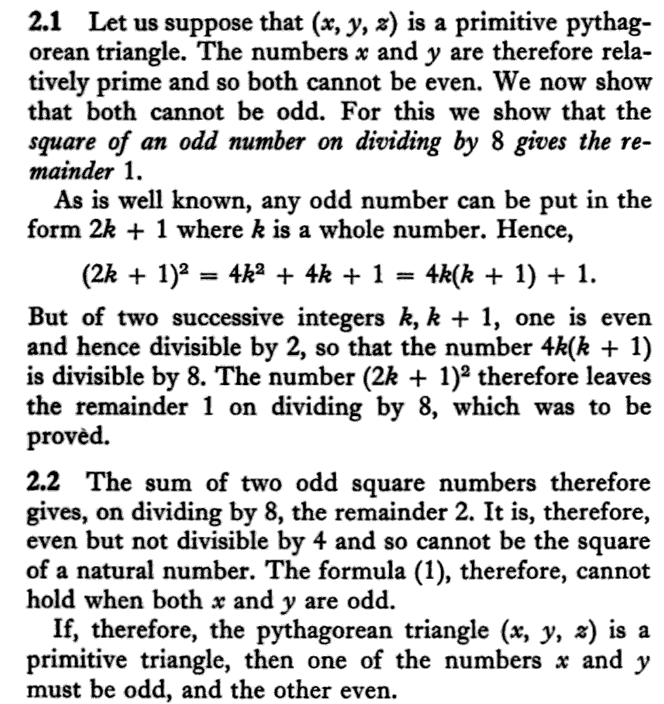 2.1 Let us suppose that (x, y, z) is a primitive pythag-
orean triangle. The numbers x and y are therefore rela-
tively prime and so both cannot be even. We now show
that both cannot be odd. For this we show that the
square of an odd number on dividing by 8 gives the re-
mainder 1.
As is well known, any odd number can be put in the
form 2k + 1 where k is a whole number. Hence,
(2k + 1)² = 4k² + 4k + 1 = 4k(k + 1) + 1.
But of two successive integers k, k + 1, one is even
and hence divisible by 2, so that the number 4k(k + 1)
is divisible by 8. The number (2k + 1)² therefore leaves
the remainder 1 on dividing by 8, which was to be
provèd.
2.2 The sum of two odd square numbers therefore
gives, on dividing by 8, the remainder 2. It is, therefore,
even but not divisible by 4 and so cannot be the square
of a natural number. The formula (1), therefore, cannot
hold when both x and y are odd.
If, therefore, the pythagorean triangle (x, y, z) is a
primitive triangle, then one of the numbers x and y
must be odd, and the other even.